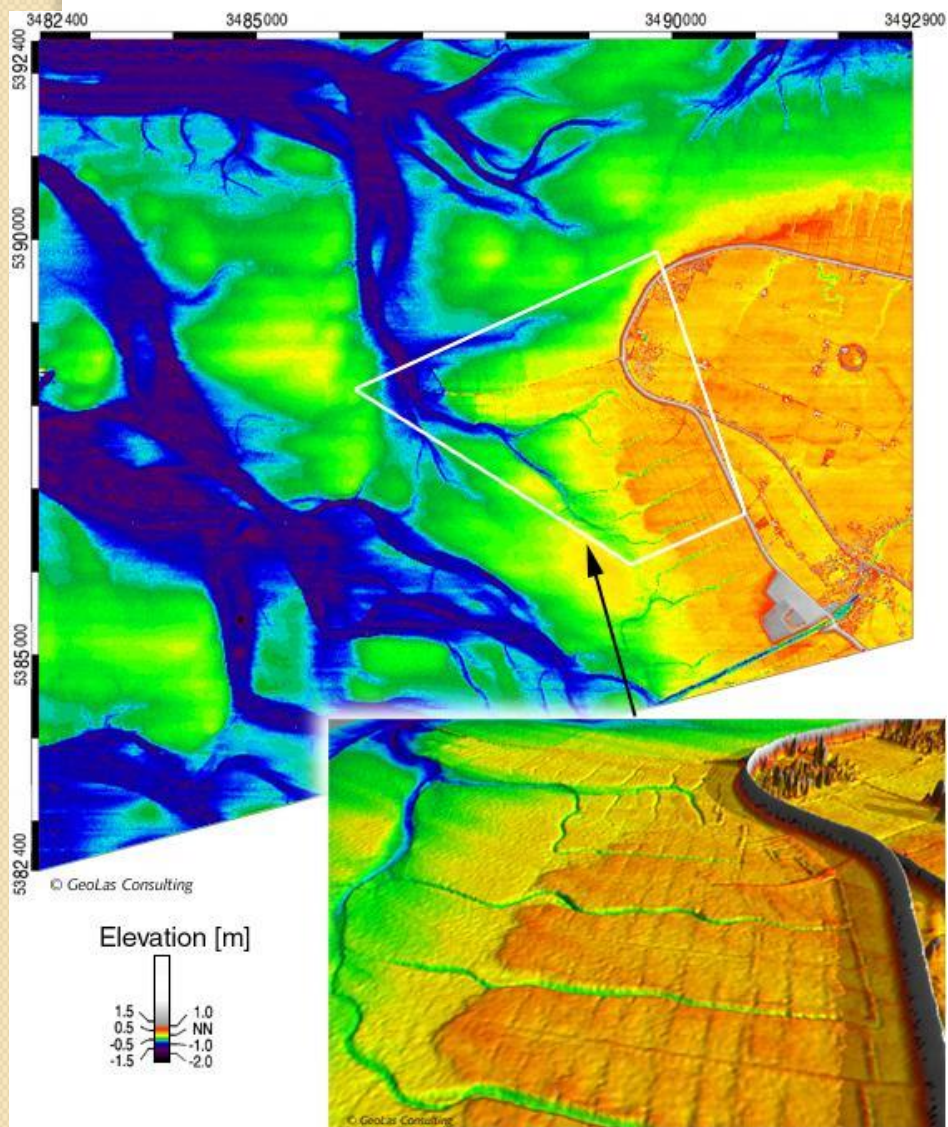 3482400 3485000 3490000 3492900
5392400
5390000
5385000
5382400
© GeoLas Consulting
Elevation [m]
1.5 1.0
0.5 NN
-0.5 -1.0
-1.5 -2.0
© GeoLas Consulting